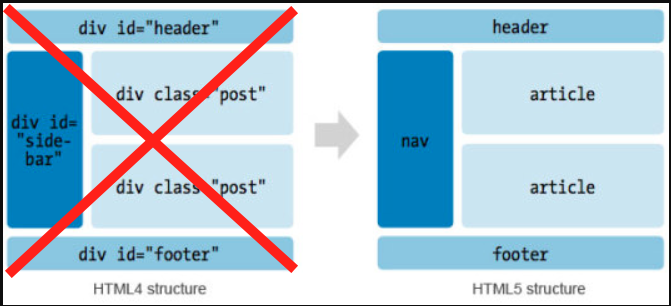 div id="header"
header
div id=
"side-
bar"
div class="post"
div class="post"
nav
article
article
div id="footer"
footer
HTML4 structure
HTML5 structure